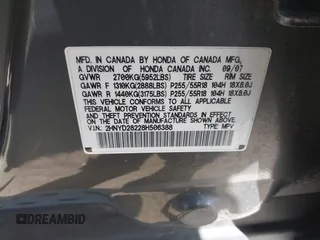 MFD. IN CANADA BY HONDA OF CANADA MFG.,
A DIVISION OF HONDA CANADA INC. 09/07
GVWR 2700KG(5952LBS) TIRE SIZE RIM SIZE
GAWR F 1310KG(2888LBS) P255/55R18 104H 18X8.0J
GAWR R 1440KG(3175LBS) P255/55R18 104H 18X8.0J
THIS VEHICLE CONFORMS TO ALL APPLICABLE
FEDERAL MOTOR VEHICLE SAFETY AND THEFT
PREVENTION STANDARDS IN EFFECT ON THE DATE OF
MANUFACTURE SHOWN ABOVE.
V.I.N: 2HNYD28228H506388 TYPE: MPV
© DREAMBID.COM.UA